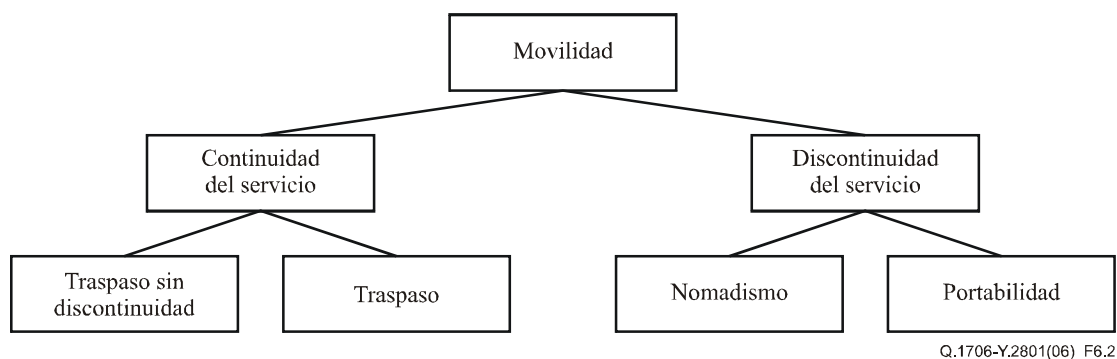 Movilidad
Continuidad
del servicio
Discontinuidad
del servicio
Traspaso sin
discontinuidad
Traspaso
Nomadismo
Portabilidad
Q.1706-Y.2801(06) F6.2